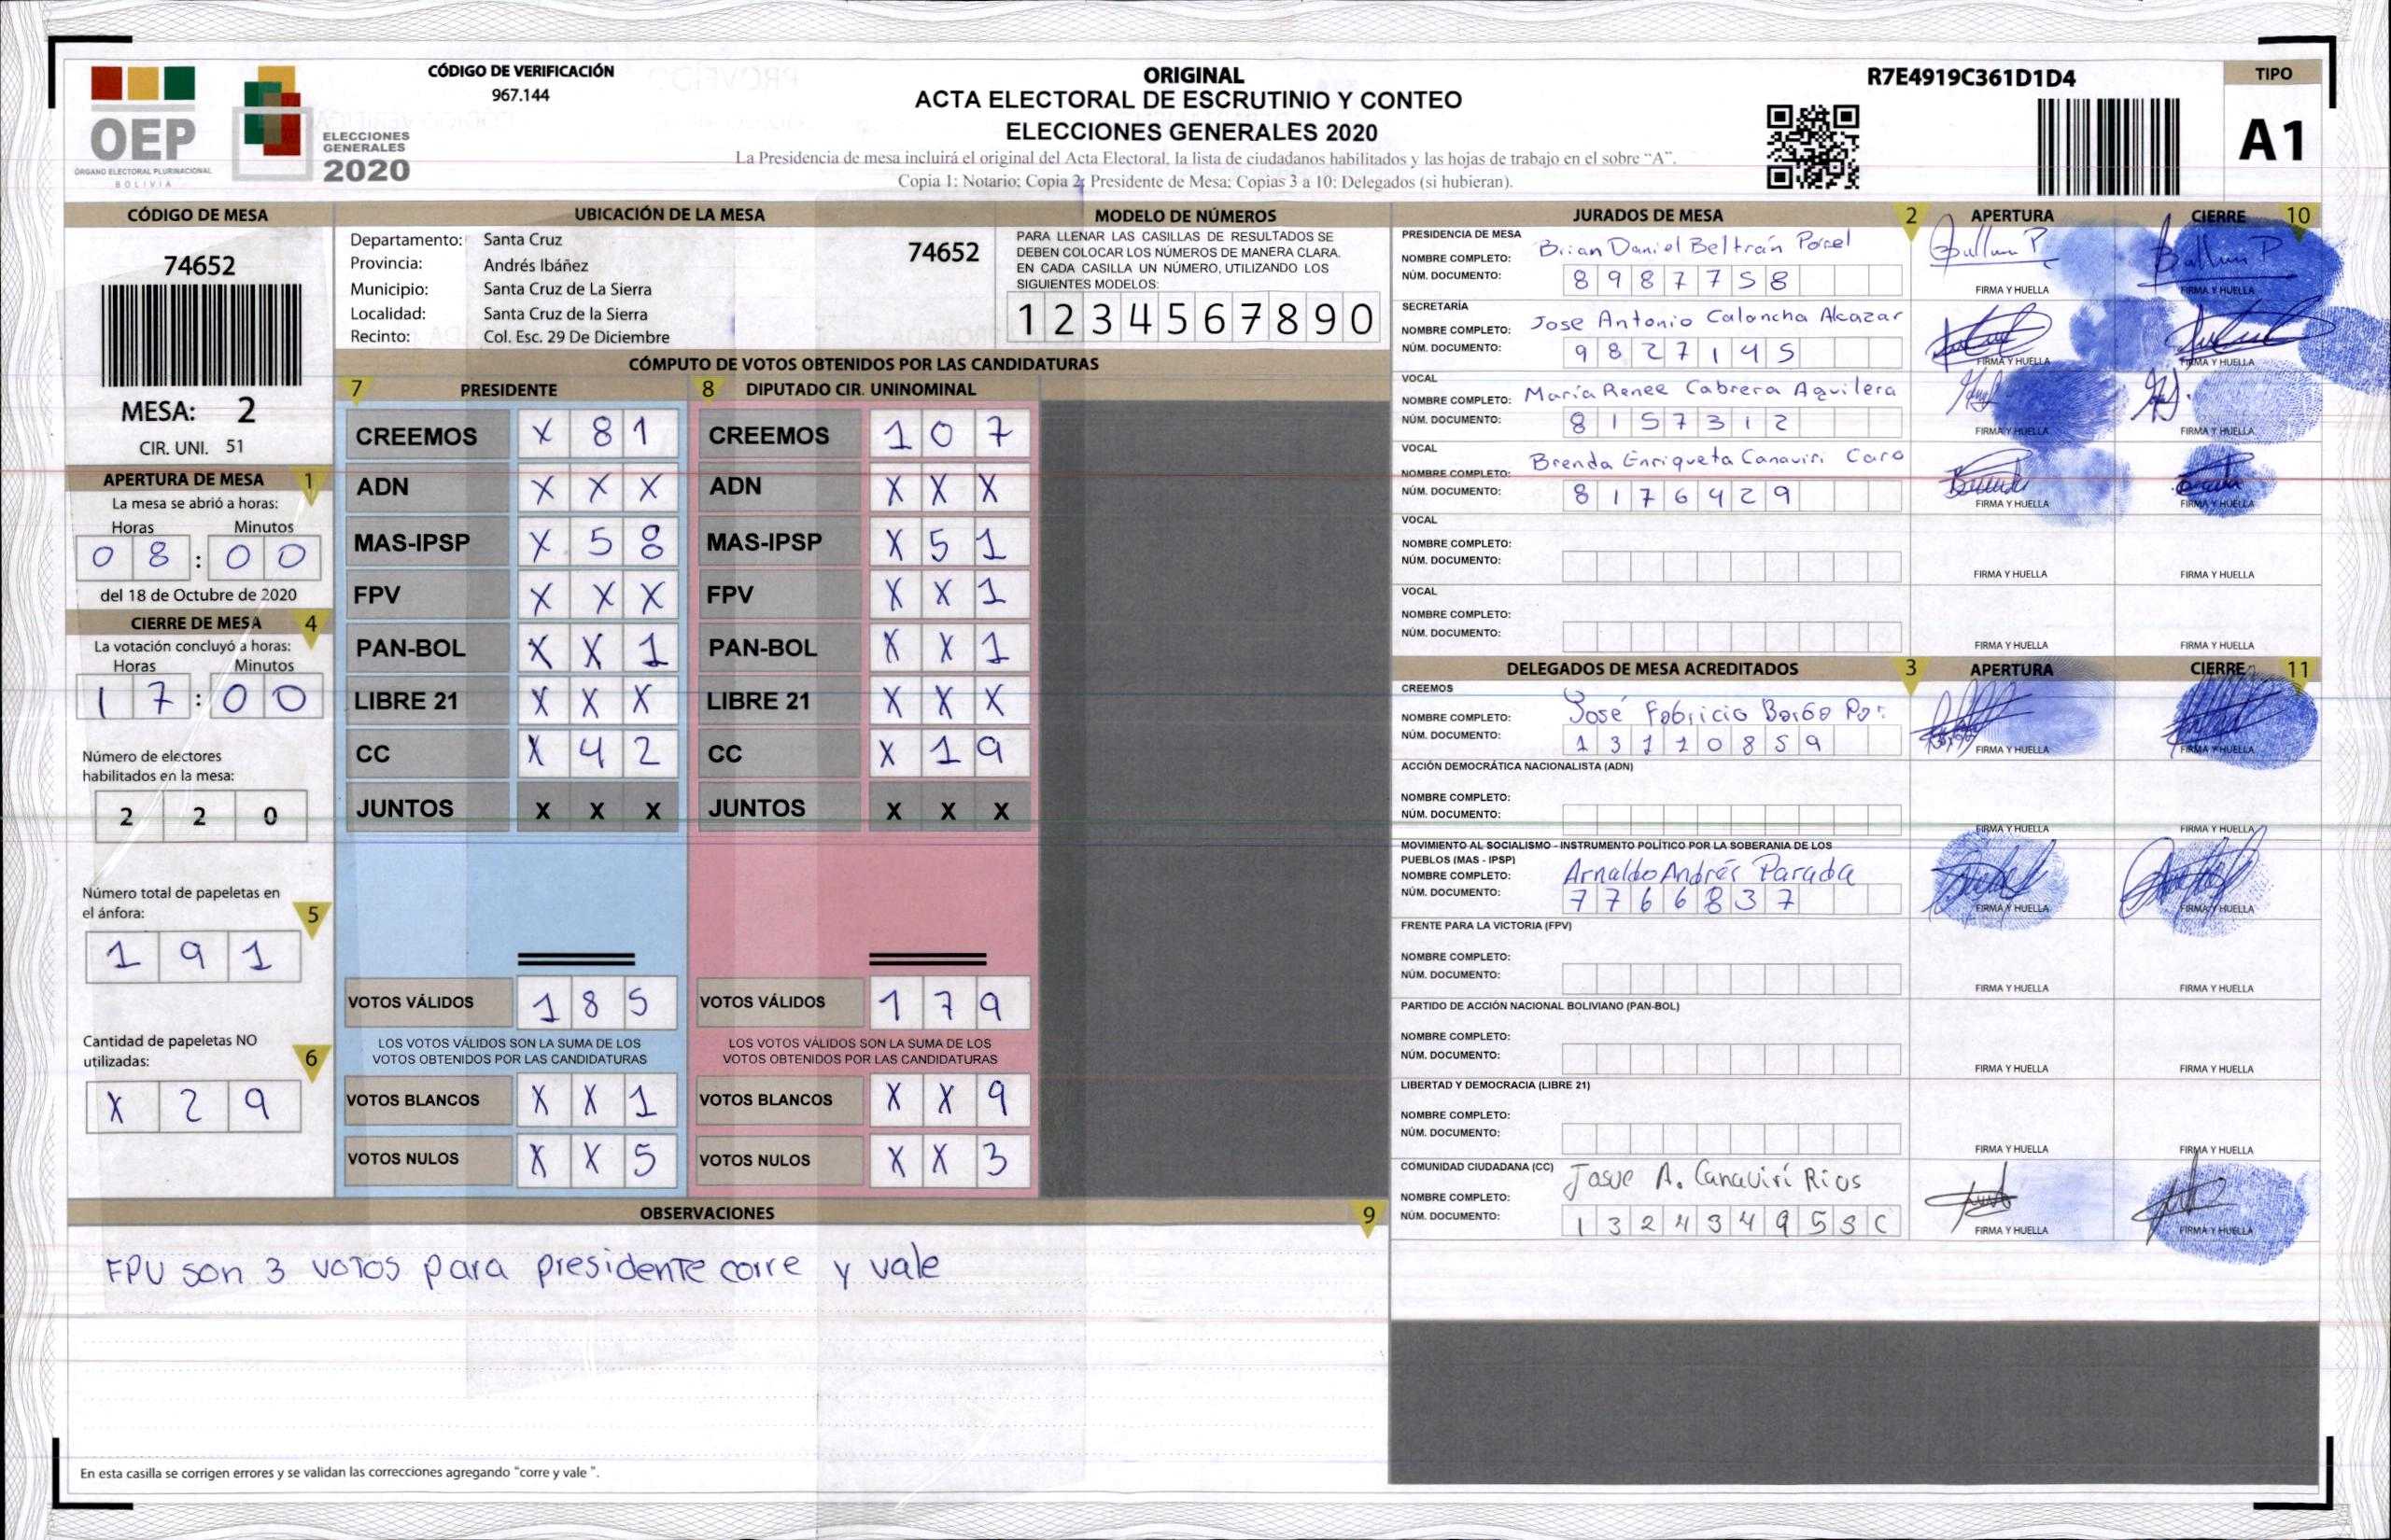 CÓDIGO DE VERIFICACIÓN
967.144
OEP
ÓRGANO ELECTORAL PLURINACIONAL
BOLIVIA
ELECCIONES
GENERALES
2020
ORIGINAL
ACTA ELECTORAL DE ESCRUTINIO Y CONTEO
ELECCIONES GENERALES 2020
La Presidencia de mesa incluirá el original del Acta Electoral, la lista de ciudadanos habilitados y las hojas de trabajo en el sobre "A".
Copia 1: Notario; Copia 2: Presidente de Mesa; Copias 3 a 10: Delegados (si hubieran).
R7E4919C361D1D4
TIPO
A1
CÓDIGO DE MESA
74652
MESA: 2
CIR. UNI. 51
APERTURA DE MESA 1
La mesa se abrió a horas:
Horas Minutos
0 8 : 0 0
del 18 de Octubre de 2020
CIERRE DE MESA 4
La votación concluyó a horas:
Horas Minutos
1 7 : 0 0
Número de electores
habilitados en la mesa:
2 2 0
Número total de papeletas en
el ánfora: 5
1 9 1
Cantidad de papeletas NO
utilizadas: 6
X 2 9
UBICACIÓN DE LA MESA
Departamento: Santa Cruz
Provincia: Andrés Ibáñez
Municipio: Santa Cruz de La Sierra
Localidad: Santa Cruz de la Sierra
Recinto: Col. Esc. 29 De Diciembre
74652
MODELO DE NÚMEROS
PARA LLENAR LAS CASILLAS DE RESULTADOS SE
DEBEN COLOCAR LOS NÚMEROS DE MANERA CLARA.
EN CADA CASILLA UN NÚMERO, UTILIZANDO LOS
SIGUIENTES MODELOS:
1 2 3 4 5 6 7 8 9 0
CÓMPUTO DE VOTOS OBTENIDOS POR LAS CANDIDATURAS
7 PRESIDENTE 8 DIPUTADO CIR. UNINOMINAL
CREEMOS X 8 1 CREEMOS 1 0 7
ADN X X X ADN X X X
MAS-IPSP X 5 8 MAS-IPSP X 5 1
FPV X X X FPV X X 1
PAN-BOL X X 1 PAN-BOL X X 1
LIBRE 21 X X X LIBRE 21 X X X
CC X 4 2 CC X 1 9
JUNTOS X X X JUNTOS X X X
VOTOS VÁLIDOS 1 8 5 VOTOS VÁLIDOS 1 7 9
LOS VOTOS VÁLIDOS SON LA SUMA DE LOS LOS VOTOS VÁLIDOS SON LA SUMA DE LOS
VOTOS OBTENIDOS POR LAS CANDIDATURAS VOTOS OBTENIDOS POR LAS CANDIDATURAS
VOTOS BLANCOS X X 1 VOTOS BLANCOS X X 9
VOTOS NULOS X X 5 VOTOS NULOS X X 3
OBSERVACIONES 9
FPU son 3 votos para presidente corre y vale
En esta casilla se corrigen errores y se validan las correcciones agregando "corre y vale ".
JURADOS DE MESA 2 APERTURA CIERRE 10
PRESIDENCIA DE MESA
NOMBRE COMPLETO: Brian Daniel Beltrán Porcel
NÚM. DOCUMENTO: 8 9 8 7 7 5 8
FIRMA Y HUELLA FIRMA Y HUELLA
SECRETARÍA
NOMBRE COMPLETO: Jose Antonio Calancha Alcazar
NÚM. DOCUMENTO: 9 8 2 7 1 4 5
FIRMA Y HUELLA FIRMA Y HUELLA
VOCAL
NOMBRE COMPLETO: María Renee Cabrera Aguilera
NÚM. DOCUMENTO: 8 1 5 7 3 1 2
FIRMA Y HUELLA FIRMA Y HUELLA
VOCAL
NOMBRE COMPLETO: Brenda Enriqueta Canaviri Caro
NÚM. DOCUMENTO: 8 1 7 6 4 2 9
FIRMA Y HUELLA FIRMA Y HUELLA
VOCAL
NOMBRE COMPLETO:
NÚM. DOCUMENTO:
FIRMA Y HUELLA FIRMA Y HUELLA
VOCAL
NOMBRE COMPLETO:
NÚM. DOCUMENTO:
FIRMA Y HUELLA FIRMA Y HUELLA
DELEGADOS DE MESA ACREDITADOS 3 APERTURA CIERRE 11
CREEMOS
NOMBRE COMPLETO: José Fabricio
NÚM. DOCUMENTO: 1 3 1 1 0 8 5 9
FIRMA Y HUELLA FIRMA Y HUELLA
ACCIÓN DEMOCRÁTICA NACIONALISTA (ADN)
NOMBRE COMPLETO:
NÚM. DOCUMENTO:
FIRMA Y HUELLA FIRMA Y HUELLA
MOVIMIENTO AL SOCIALISMO - INSTRUMENTO POLÍTICO POR LA SOBERANIA DE LOS
PUEBLOS (MAS - IPSP)
NOMBRE COMPLETO: Arnaldo Andrés Parada
NÚM. DOCUMENTO: 7 7 6 6 8 3 7
FIRMA Y HUELLA FIRMA Y HUELLA
FRENTE PARA LA VICTORIA (FPV)
NOMBRE COMPLETO:
NÚM. DOCUMENTO:
FIRMA Y HUELLA FIRMA Y HUELLA
PARTIDO DE ACCIÓN NACIONAL BOLIVIANO (PAN-BOL)
NOMBRE COMPLETO:
NÚM. DOCUMENTO:
FIRMA Y HUELLA FIRMA Y HUELLA
LIBERTAD Y DEMOCRACIA (LIBRE 21)
NOMBRE COMPLETO:
NÚM. DOCUMENTO:
FIRMA Y HUELLA FIRMA Y HUELLA
COMUNIDAD CIUDADANA (CC)
NOMBRE COMPLETO: Josue A. Canaviri Rios
NÚM. DOCUMENTO: 1 3 2 4 3 4 9 5 S C
FIRMA Y HUELLA FIRMA Y HUELLA